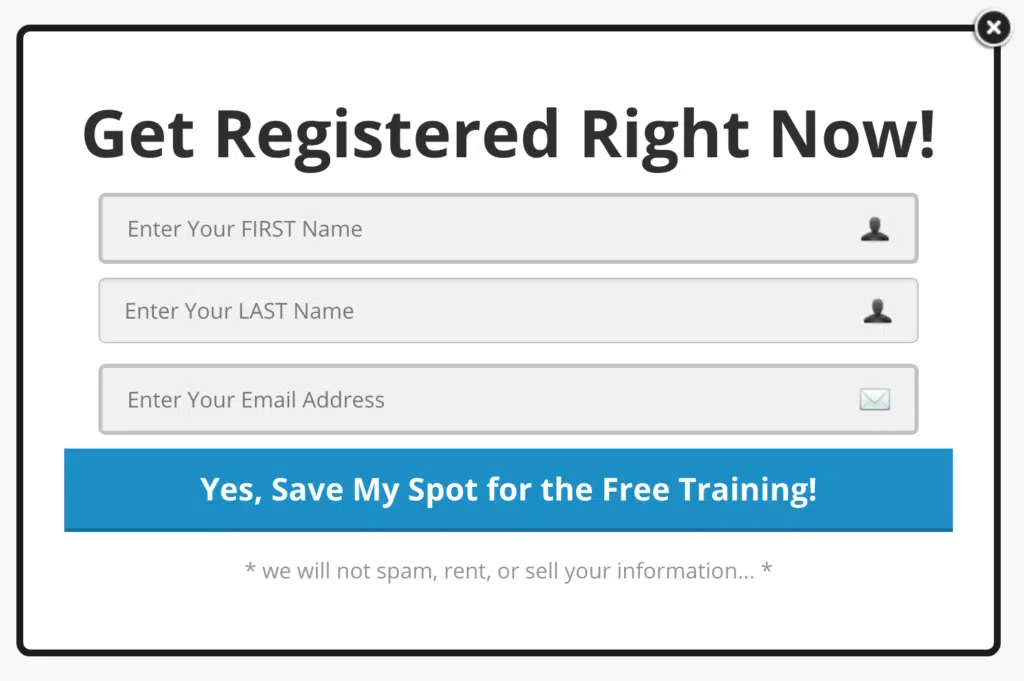 Get Registered Right Now!
Enter Your FIRST Name
Enter Your LAST Name
Enter Your Email Address
Yes, Save My Spot for the Free Training!
* we will not spam, rent, or sell your information... *